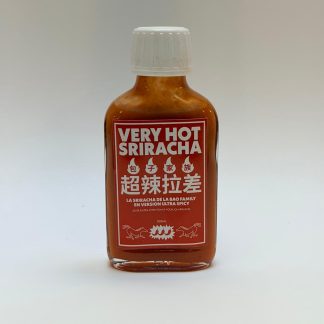 VERY HOT
SRIRACHA
包子家族
超辣拉差
LA SRIRACHA DE LA BAO FAMILY
EN VERSION ULTRA SPICY